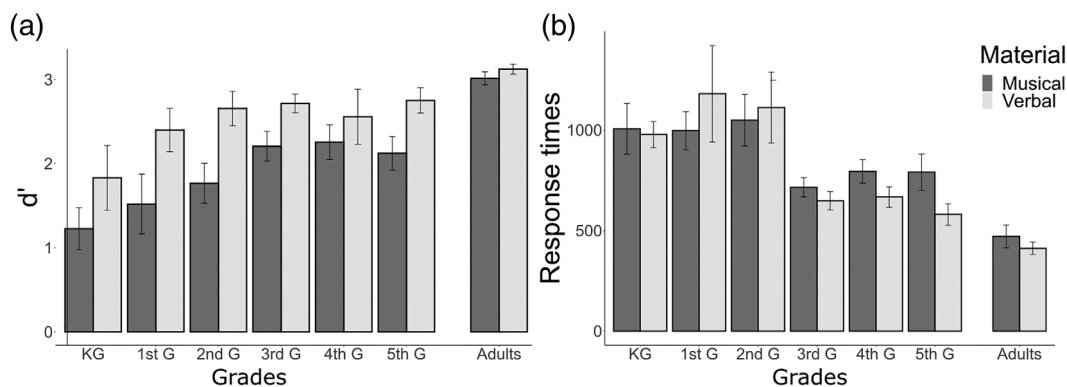 (a)
d'
3
2
1
0
KG 1st G 2nd G 3rd G 4th G 5th G Adults
Grades
(b)
Response times
1000
500
0
KG 1st G 2nd G 3rd G 4th G 5th G Adults
Grades
Material
Musical
Verbal